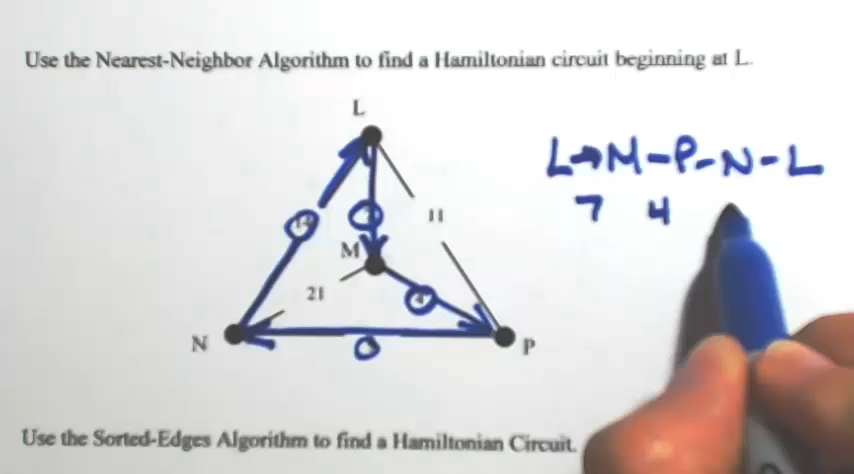 Use the Nearest-Neighbor Algorithm to find a Hamiltonian circuit beginning at L.
L
L→M-P-N-L
7 4
11
M
21
4
N
P
Use the Sorted-Edges Algorithm to find a Hamiltonian Circuit.